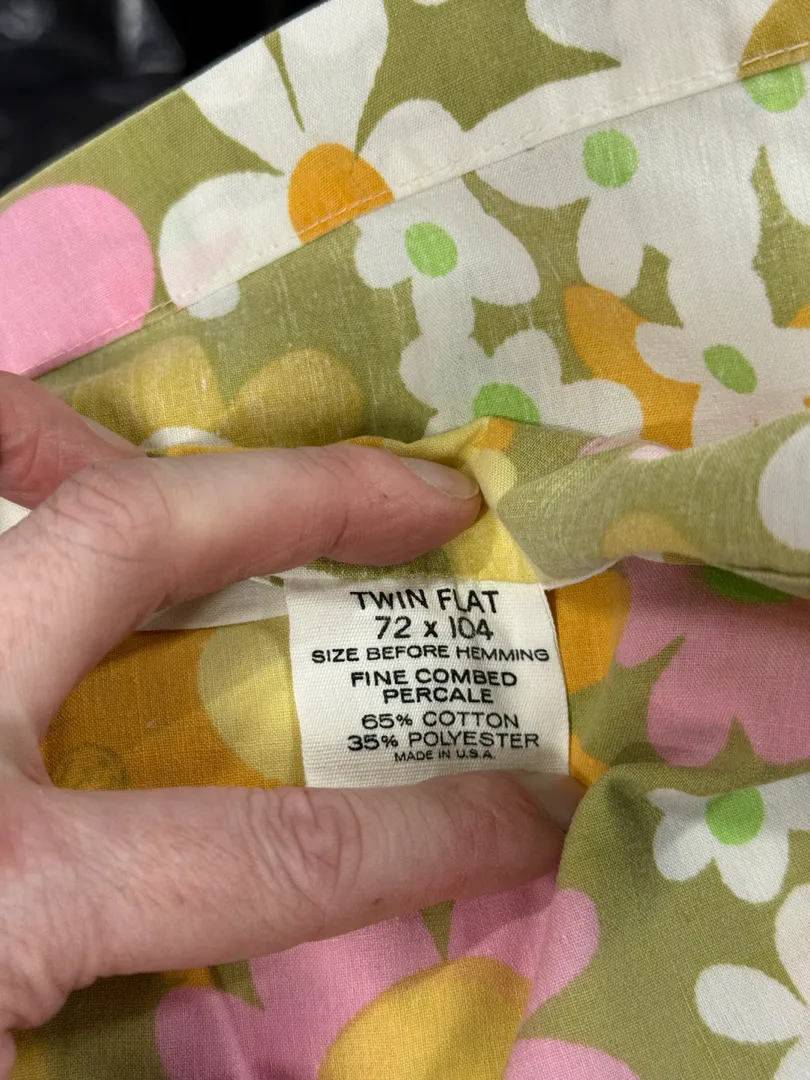 TWIN FLAT
72 x 104
SIZE BEFORE HEMMING
FINE COMBED
PERCALE
65% COTTON
35% POLYESTER
MADE IN U.S.A.